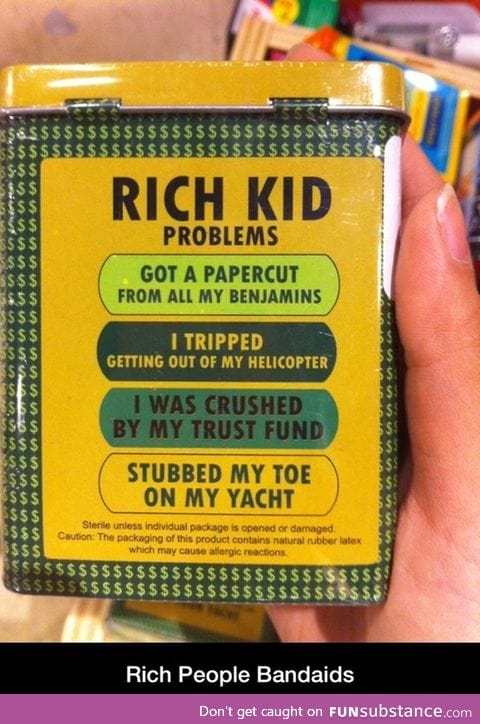 RICH KID
PROBLEMS
GOT A PAPERCUT
FROM ALL MY BENJAMINS
I TRIPPED
GETTING OUT OF MY HELICOPTER
I WAS CRUSHED
BY MY TRUST FUND
STUBBED MY TOE
ON MY YACHT
Sterile unless individual package is opened or damaged.
Caution: The packaging of this product contains natural rubber latex
which may cause allergic reactions.
Rich People Bandaids
Don't get caught on FUNsubstance.com